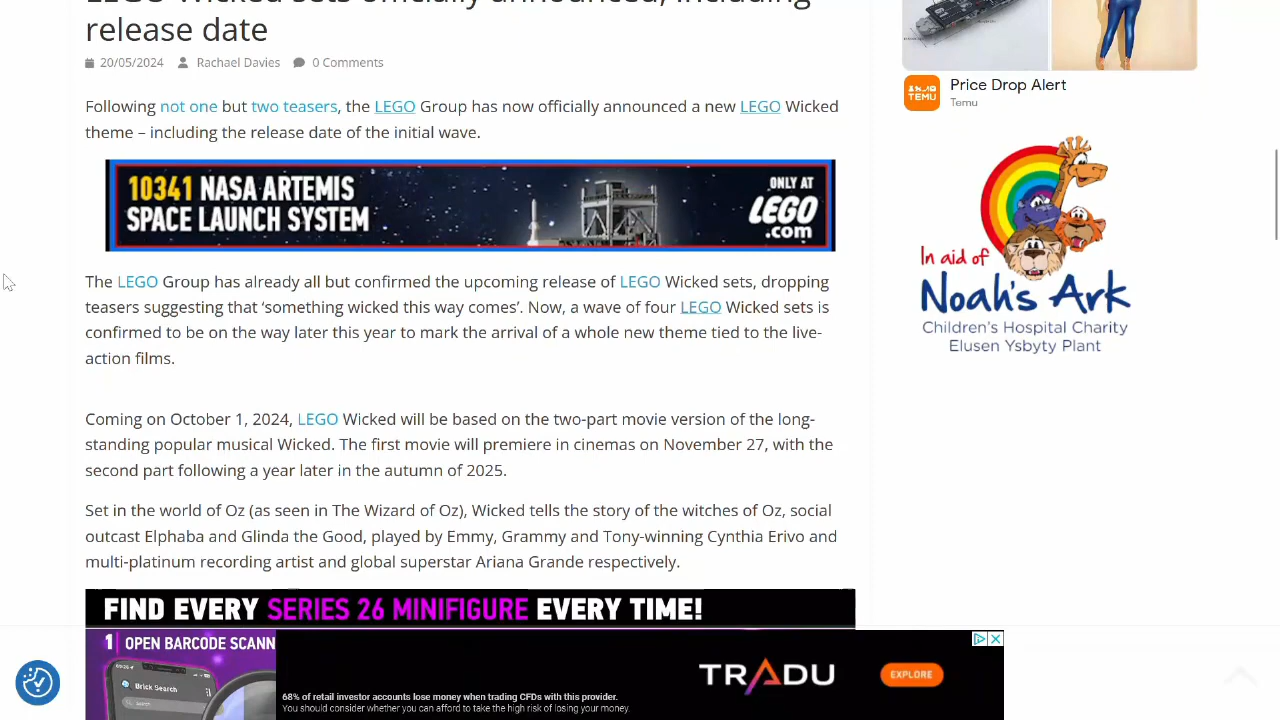 LEGO Wicked sets officially announced, including
release date
20/05/2024 Rachael Davies 0 Comments
Following not one but two teasers, the LEGO Group has now officially announced a new LEGO Wicked
theme – including the release date of the initial wave.
10341 NASA ARTEMIS
SPACE LAUNCH SYSTEM
ONLY AT
LEGO
.com
The LEGO Group has already all but confirmed the upcoming release of LEGO Wicked sets, dropping
teasers suggesting that ‘something wicked this way comes’. Now, a wave of four LEGO Wicked sets is
confirmed to be on the way later this year to mark the arrival of a whole new theme tied to the live-
action films.
Coming on October 1, 2024, LEGO Wicked will be based on the two-part movie version of the long-
standing popular musical Wicked. The first movie will premiere in cinemas on November 27, with the
second part following a year later in the autumn of 2025.
Set in the world of Oz (as seen in The Wizard of Oz), Wicked tells the story of the witches of Oz, social
outcast Elphaba and Glinda the Good, played by Emmy, Grammy and Tony-winning Cynthia Erivo and
multi-platinum recording artist and global superstar Ariana Grande respectively.
FIND EVERY SERIES 26 MINIFIGURE EVERY TIME!
1 OPEN BARCODE SCANN
Brick Search
TRADU
EXPLORE
68% of retail investor accounts lose money when trading CFDs with this provider.
You should consider whether you can afford to take the high risk of losing your money.
TEMU
Price Drop Alert
Temu
In aid of
Noah's Ark
Children's Hospital Charity
Elusen Ysbyty Plant